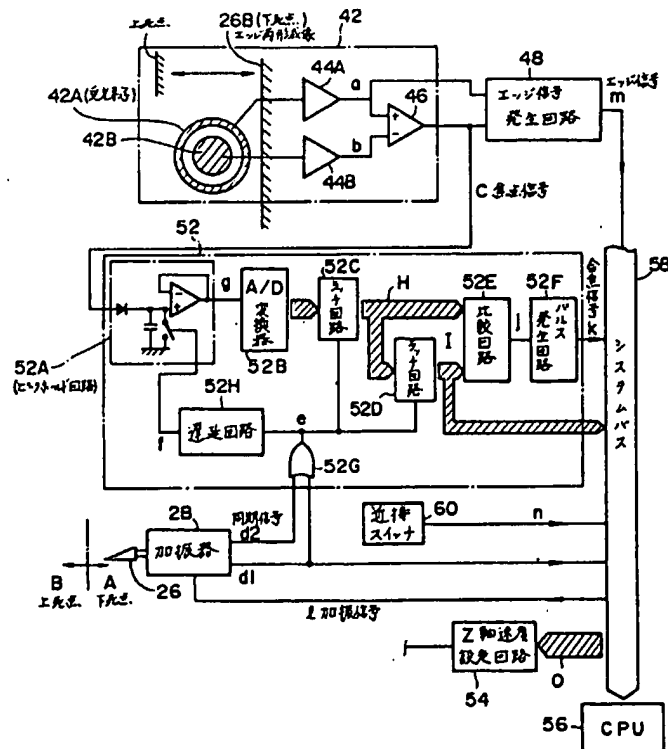 上死点.
26B(下死点)
エッジ再形成像
42
42A(受光素子)
42B
44A
a
46
44B
b
48
エッジ信号
発生回路
エッジ信号
m
C 焦点信号
52
g
A/D
変換器
52B
52C
ラッチ回路
H
52E
比較回路
J
52F
パルス
発生回路
合焦信号K
58
システムバス
52A
(ピークホールド回路)
I
ラッチ回路
52D
52H
遅延回路
f
e
52G
28
加振器
同期信号
d2
d1
近接
スイッチ
60
n
B
上死点.
A
下死点.
26
ℓ 加振信号
Z軸速度
設定回路
54
O
56
CPU